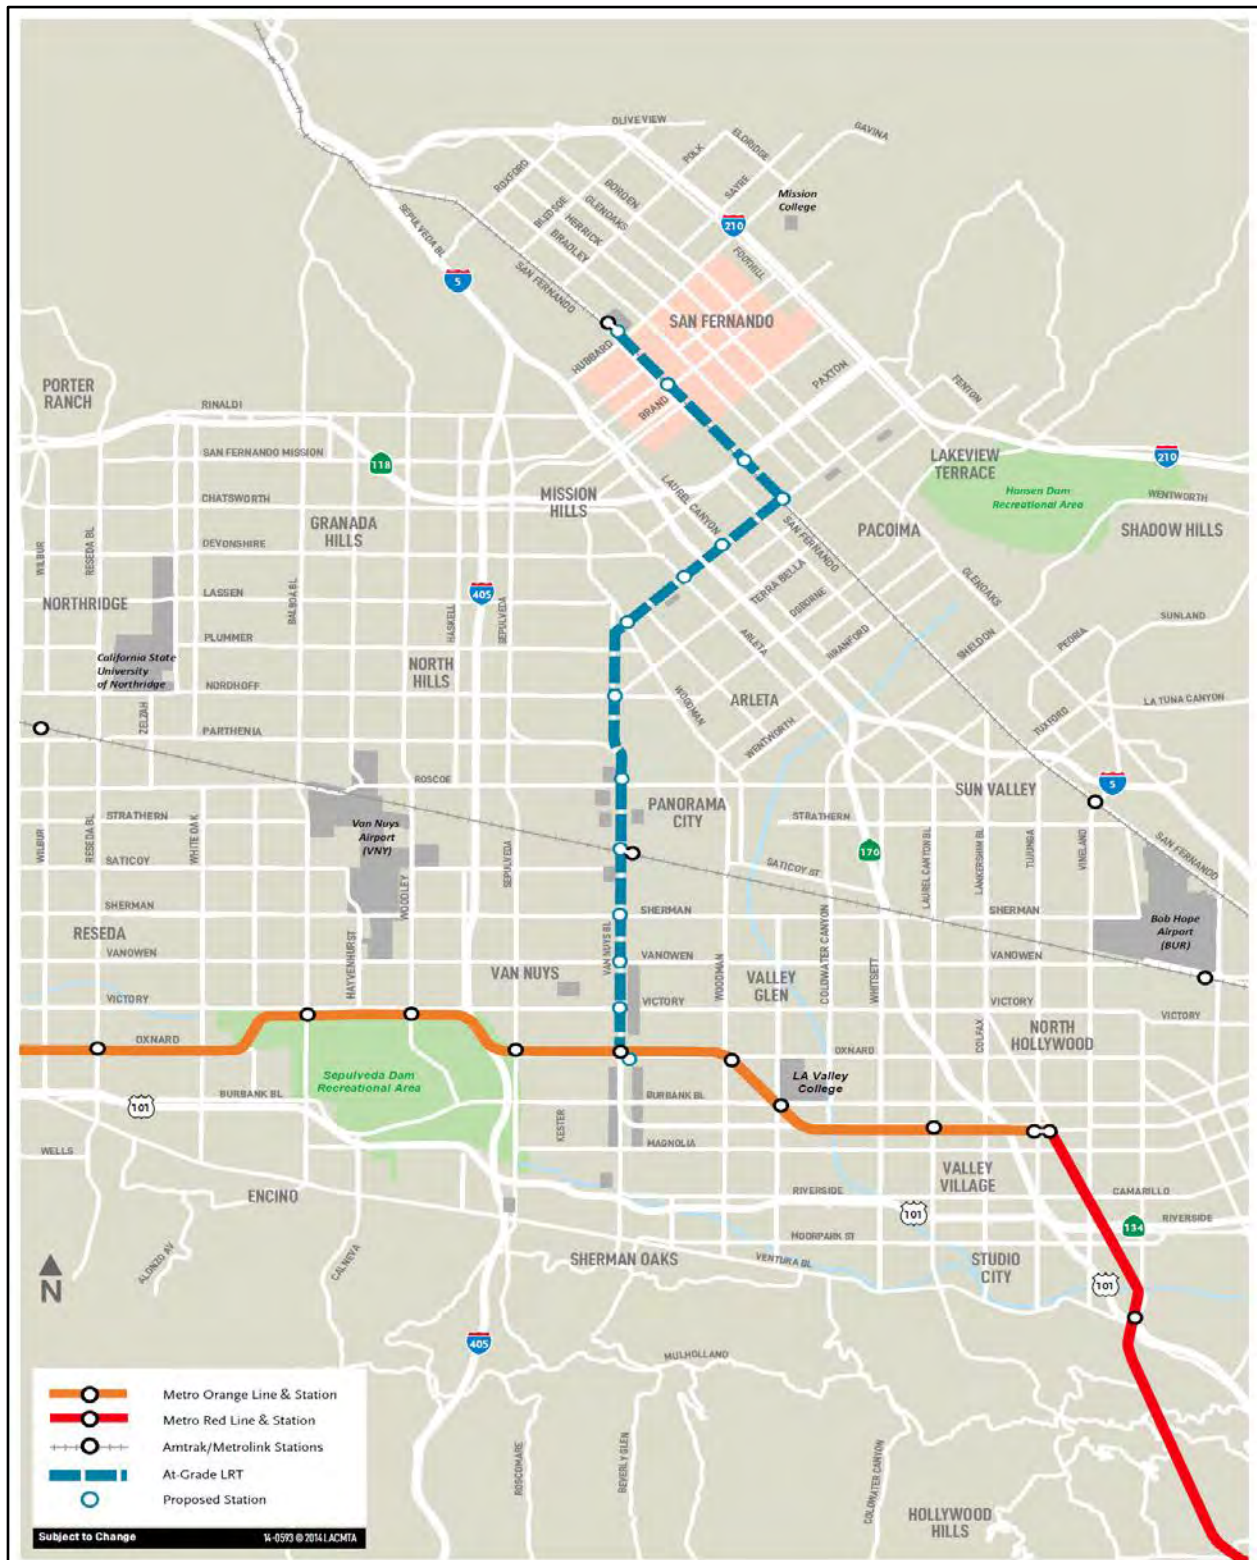 OLIVE VIEW
GAVINA
ELDRIDGE
POLK
ROXFORD
SAYRE
BORDEN
GLENOAKS
Mission
College
BLEDSOE
HERRICK
BRADLEY
SEPULVEDA BL
210
FOOTHILL
5
SAN FERNANDO
SAN FERNANDO
HUBBARD
PAXTON
FENTON
PORTER
RANCH
BRAND
RINALDI
SAN FERNANDO MISSION
118
LAKEVIEW
TERRACE
210
LAUREL CANYON
MISSION
HILLS
Hansen Dam
Recreational Area
WENTWORTH
CHATSWORTH
GRANADA
HILLS
SAN FERNANDO
PACOIMA
SHADOW HILLS
DEVONSHIRE
WILBUR
RESEDA BL
TERRA BELLA
GLENOAKS
NORTHRIDGE
LASSEN
BALBOA BL
HASKELL
405
SEPULVEDA
OSBORNE
SUNLAND
PLUMMER
ARLETA
BRANFORD
SHELDON
PEORIA
California State
University
of Northridge
NORTH
HILLS
NORDHOFF
WOODMAN
ARLETA
LA TUNA CANYON
ZELZAH
PARTHENIA
WENTWORTH
TUXFORD
ROSCOE
SUN VALLEY
5
PANORAMA
CITY
STRATHERN
STRATHERN
WILBUR
RESEDA BL
WHITE OAK
Van Nuys
Airport
(VNY)
SEPULVEDA
170
LAUREL CANYON BL
LANKERSHIM BL
TUJUNGA
VINELAND
SAN FERNANDO
SATICOY
SATICOY ST
WOODLEY
SHERMAN
SHERMAN
SHERMAN
Bob Hope
Airport
(BUR)
RESEDA
HAYVENHURST
VAN NUYS BL
VANOWEN
VANOWEN
VANOWEN
VAN NUYS
WOODMAN
VALLEY
GLEN
COLDWATER CANYON
WHITSETT
VICTORY
VICTORY
VICTORY
VICTORY
OXNARD
OXNARD
COLFAX
NORTH
HOLLYWOOD
Sepulveda Dam
Recreational Area
LA Valley
College
BURBANK BL
BURBANK BL
101
KESTER
MAGNOLIA
WELLS
VALLEY
VILLAGE
ENCINO
RIVERSIDE
CAMARILLO
101
RIVERSIDE
134
MOORPARK ST
ALONZO AV
CALNEVA
SHERMAN OAKS
VENTURA BL
STUDIO
CITY
101
N
405
MULHOLLAND
ROSCOMARE
BEVERLY GLEN
COLDWATER CANYON
HOLLYWOOD
HILLS
Metro Orange Line & Station
Metro Red Line & Station
Amtrak/Metrolink Stations
At-Grade LRT
Proposed Station
Subject to Change
14-0593 © 2014 LACMTA